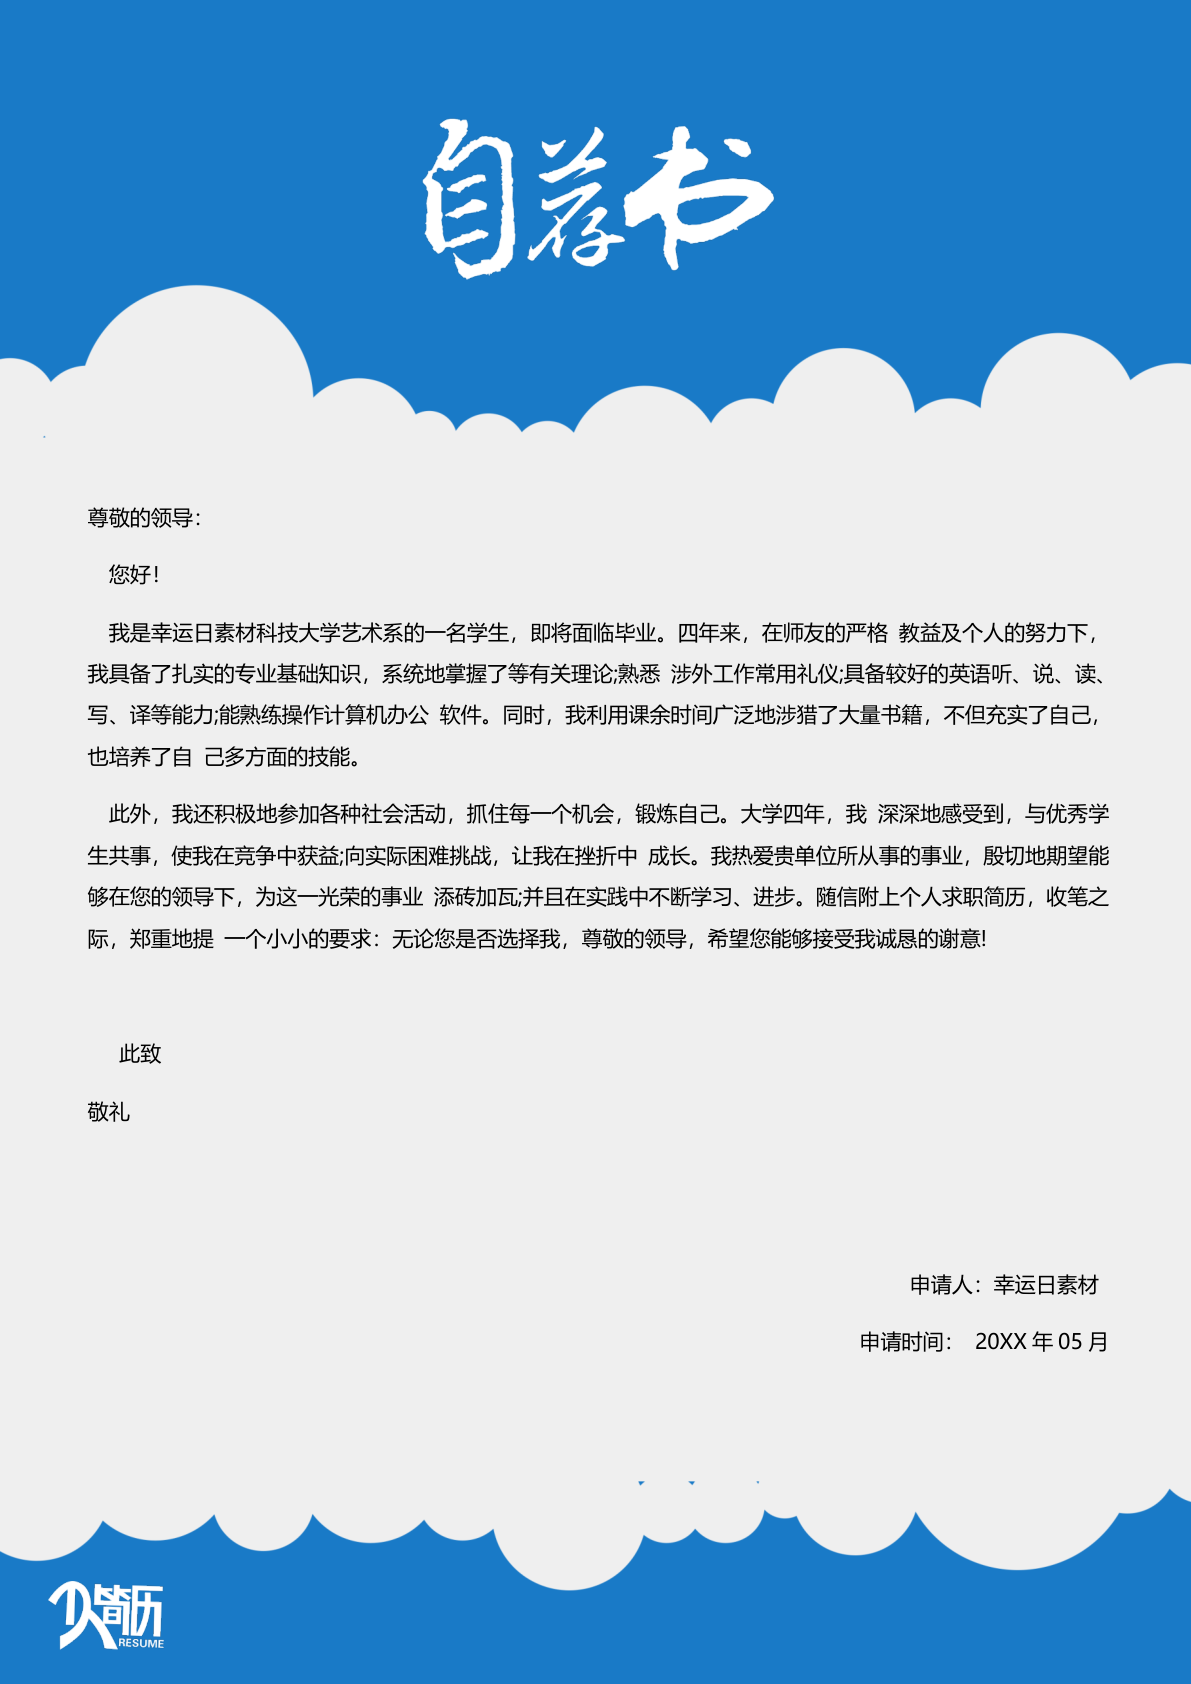 自荐书
尊敬的领导：
您好！
我是幸运日素材科技大学艺术系的一名学生，即将面临毕业。四年来，在师友的严格 教益及个人的努力下，
我具备了扎实的专业基础知识，系统地掌握了等有关理论;熟悉 涉外工作常用礼仪;具备较好的英语听、说、读、
写、译等能力;能熟练操作计算机办公 软件。同时，我利用课余时间广泛地涉猎了大量书籍，不但充实了自己，
也培养了自 己多方面的技能。
此外，我还积极地参加各种社会活动，抓住每一个机会，锻炼自己。大学四年，我 深深地感受到，与优秀学
生共事，使我在竞争中获益;向实际困难挑战，让我在挫折中 成长。我热爱贵单位所从事的事业，殷切地期望能
够在您的领导下，为这一光荣的事业 添砖加瓦;并且在实践中不断学习、进步。随信附上个人求职简历，收笔之
际，郑重地提 一个小小的要求：无论您是否选择我，尊敬的领导，希望您能够接受我诚恳的谢意!
此致
敬礼
申请人：幸运日素材
申请时间： 20XX 年 05 月
简历
RESUME